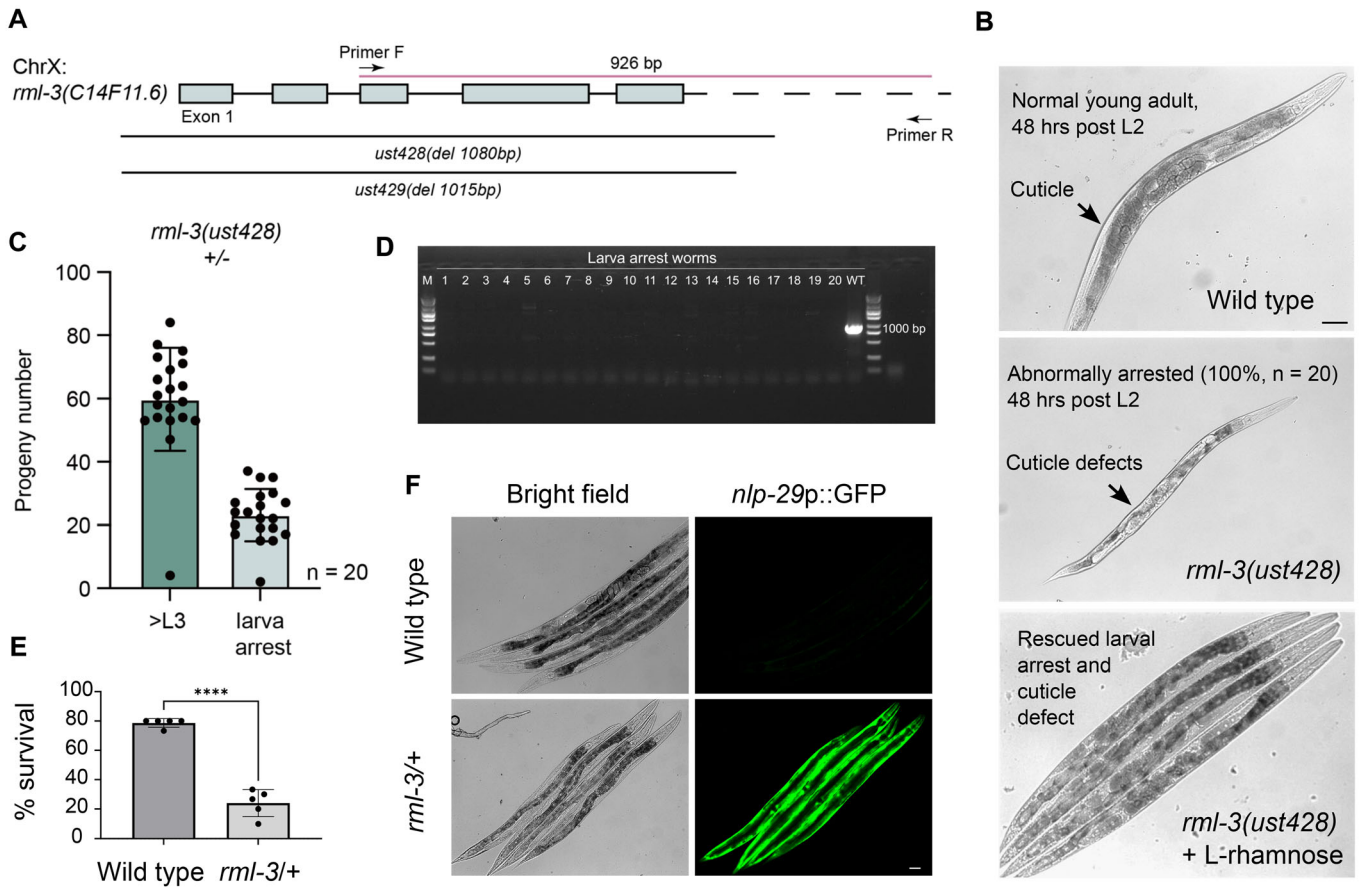 A
ChrX:
rml-3(C14F11.6)
Primer F
926 bp
Exon 1
Primer R
ust428(del 1080bp)
ust429(del 1015bp)
B
Normal young adult,
48 hrs post L2
Cuticle
Wild type
Abnormally arrested (100%, n = 20)
48 hrs post L2
Cuticle defects
rml-3(ust428)
Rescued larval
arrest and
cuticle
defect
rml-3(ust428)
+ L-rhamnose
C
rml-3(ust428)
+/-
Progeny number
100
80
60
40
20
0
>L3
larva
arrest
n = 20
D
Larva arrest worms
M 1 2 3 4 5 6 7 8 9 10 11 12 13 14 15 16 17 18 19 20 WT
1000 bp
E
% survival
100
80
60
40
20
0
****
Wild type
rml-3/+
F
Bright field
nlp-29p::GFP
Wild type
rml-3/+